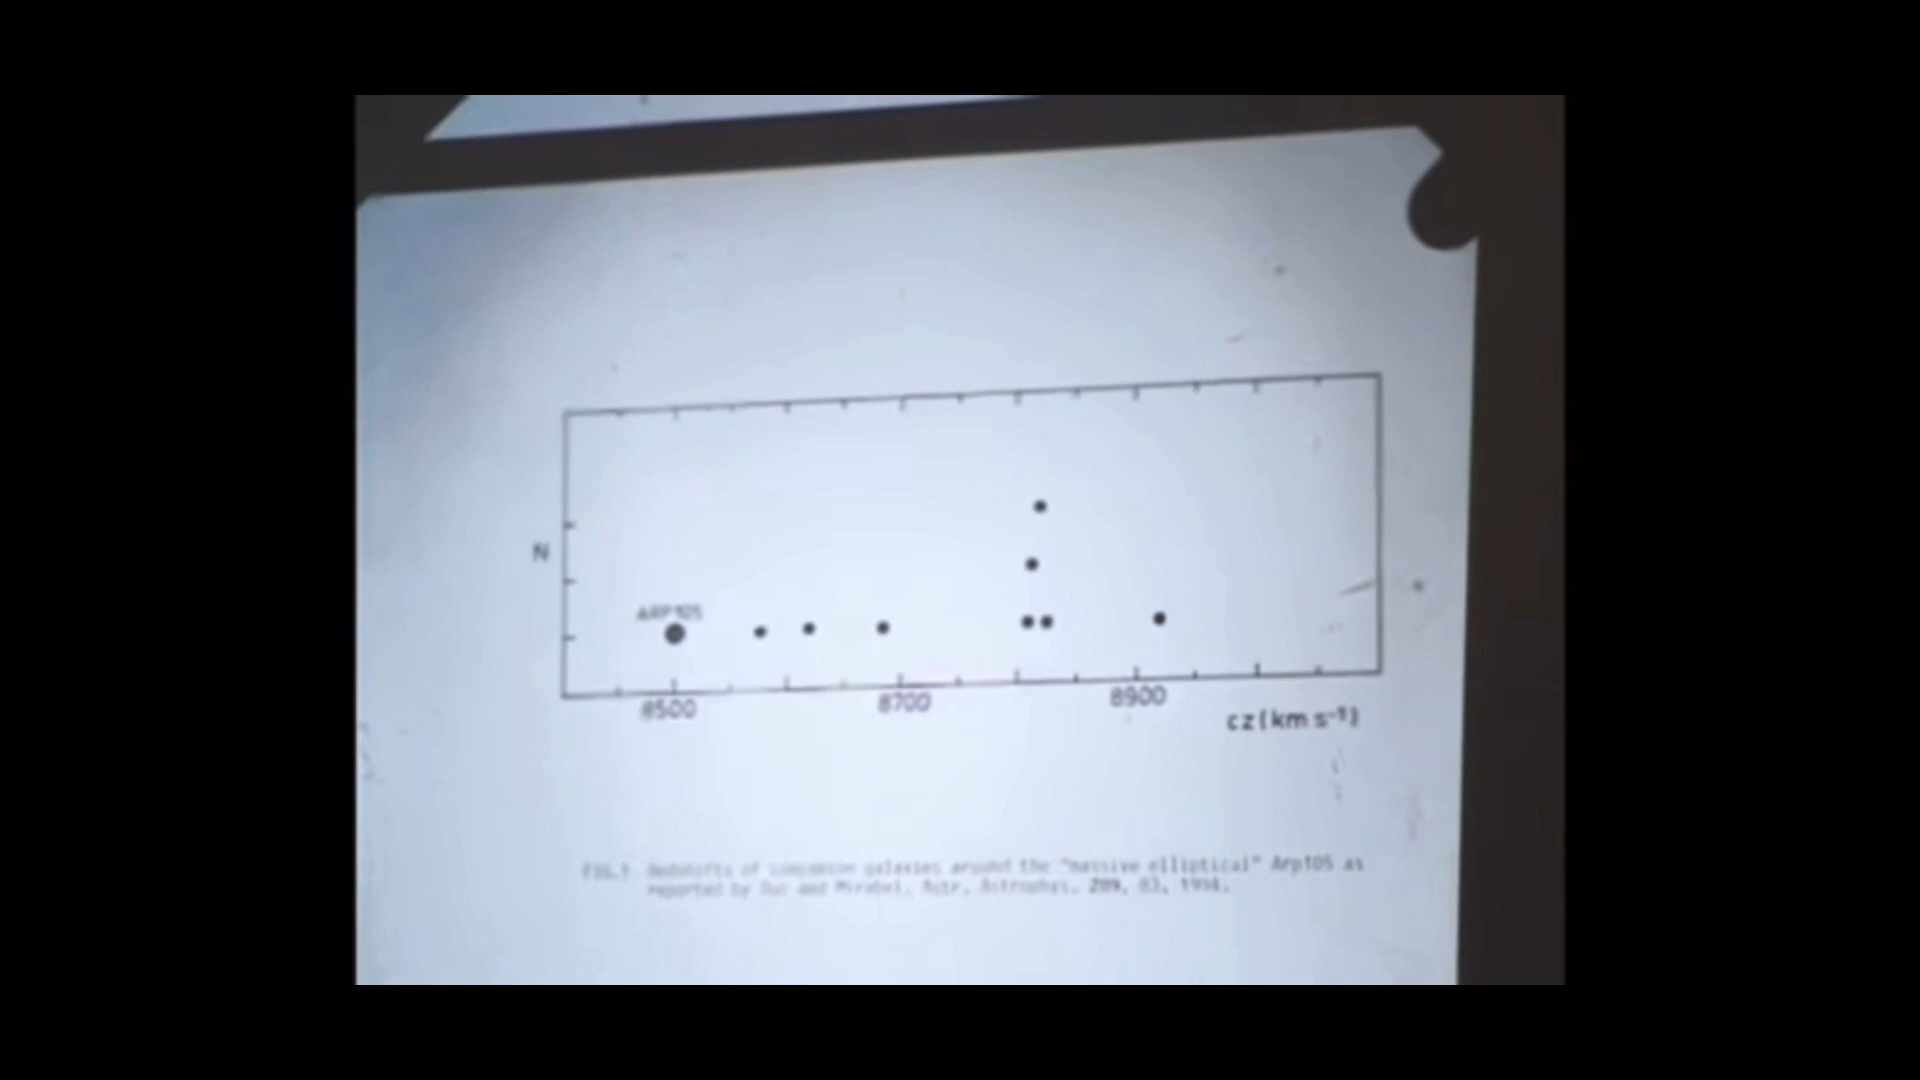 N
ARP105
8500
8700
8900
cz(km s⁻¹)
FIG.1 Redshifts of companion galaxies around the "massive elliptical" Arp105 as
reported by Duc and Mirabel, Astr. Astrophys. 289, 83, 1994.